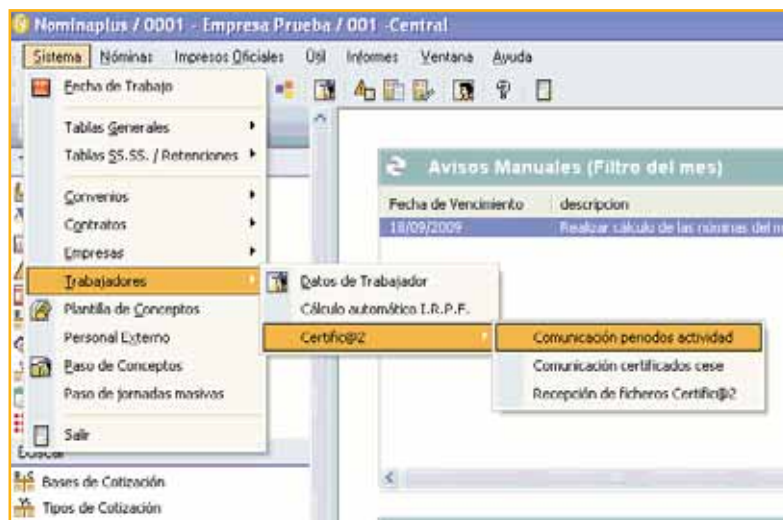 Nominaplus / 0001 - Empresa Prueba / 001 -Central
Sistema Nóminas Impresos Oficiales Útil Informes Ventana Ayuda
Fecha de Trabajo
Tablas Generales
Tablas SS.SS. / Retenciones
Convenios
Contratos
Empresas
Trabajadores
Plantilla de Conceptos
Personal Externo
Paso de Conceptos
Paso de jornadas masivas
Salir
Datos de Trabajador
Cálculo automático I.R.P.F.
Certific@2
Comunicación periodos actividad
Comunicación certificados cese
Recepción de ficheros Certific@2
Avisos Manuales (Filtro del mes)
Fecha de Vencimiento descripcion
18/09/2009 Realizar cálculo de las nóminas del m
Buscar
Bases de Cotización
Tipos de Cotización